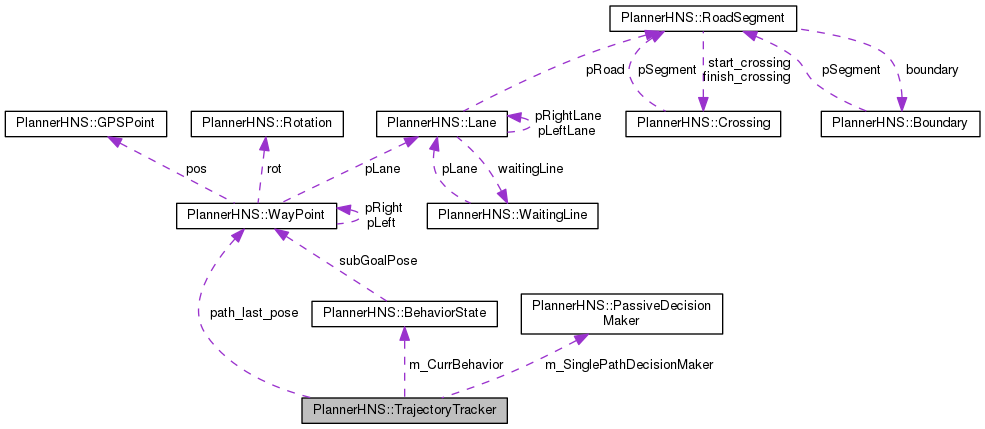 PlannerHNS::RoadSegment
pRoad
pSegment
start_crossing
finish_crossing
pSegment
boundary
PlannerHNS::GPSPoint
PlannerHNS::Rotation
PlannerHNS::Lane
pRightLane
pLeftLane
PlannerHNS::Crossing
PlannerHNS::Boundary
pos
rot
pLane
pLane
waitingLine
PlannerHNS::WayPoint
pRight
pLeft
PlannerHNS::WaitingLine
subGoalPose
path_last_pose
PlannerHNS::BehaviorState
PlannerHNS::PassiveDecision
Maker
m_CurrBehavior
m_SinglePathDecisionMaker
PlannerHNS::TrajectoryTracker